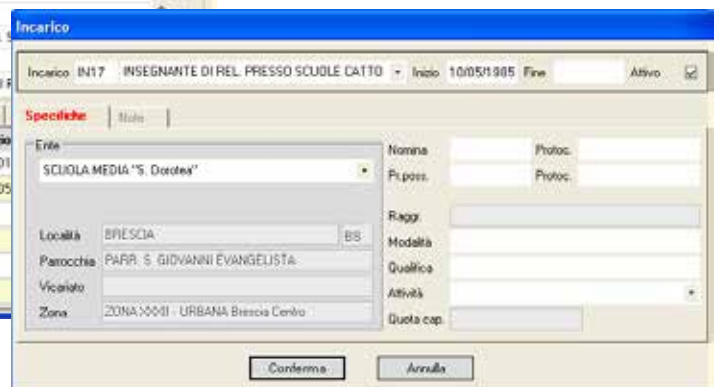 Incarico
Incarico IN17 INSEGNANTE DI REL. PRESSO SCUOLE CATTO Inizio 10/05/1985 Fine Attivo
Specifiche Note
Ente
SCUOLA MEDIA "S. Dorotea"
Nomina Protoc.
Pr.poss. Protoc.
Raggr.
Località BRESCIA BS
Modalità
Parrocchia PARR. S. GIOVANNI EVANGELISTA
Qualifica
Vicariato
Attività
Zona ZONA XXXII - URBANA Brescia Centro
Quota cap.
Conferma Annulla